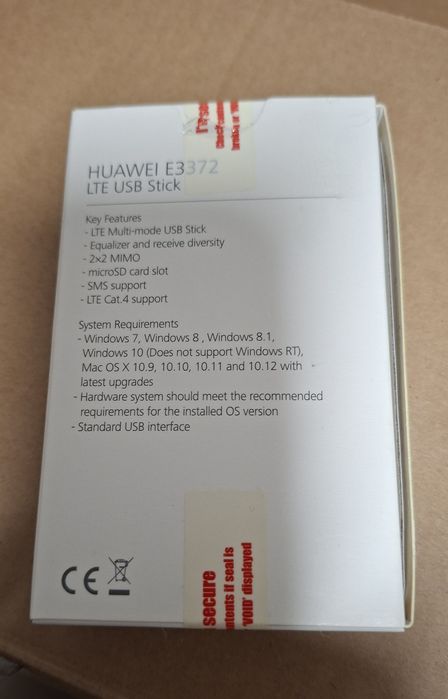 HUAWEI E3372
LTE USB Stick
Key Features
- LTE Multi-mode USB Stick
- Equalizer and receive diversity
- 2×2 MIMO
- microSD card slot
- SMS support
- LTE Cat.4 support
System Requirements
- Windows 7, Windows 8 , Windows 8.1,
Windows 10 (Does not support Windows RT),
Mac OS X 10.9, 10.10, 10.11 and 10.12 with
latest upgrades
- Hardware system should meet the recommended
requirements for the installed OS version
- Standard USB interface
CE
secure
if seal is
'VOID' displayed